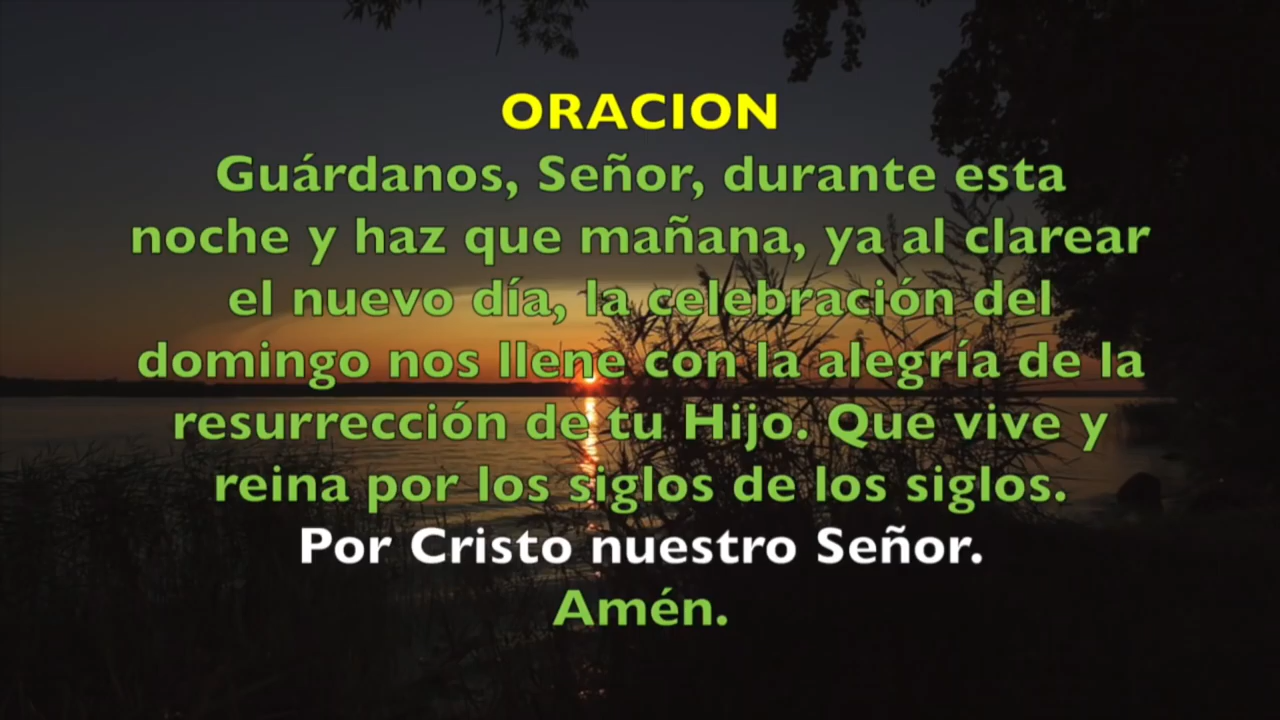 ORACION
Guárdanos, Señor, durante esta
noche y haz que mañana, ya al clarear
el nuevo día, la celebración del
domingo nos llene con la alegría de la
resurrección de tu Hijo. Que vive y
reina por los siglos de los siglos.
Por Cristo nuestro Señor.
Amén.